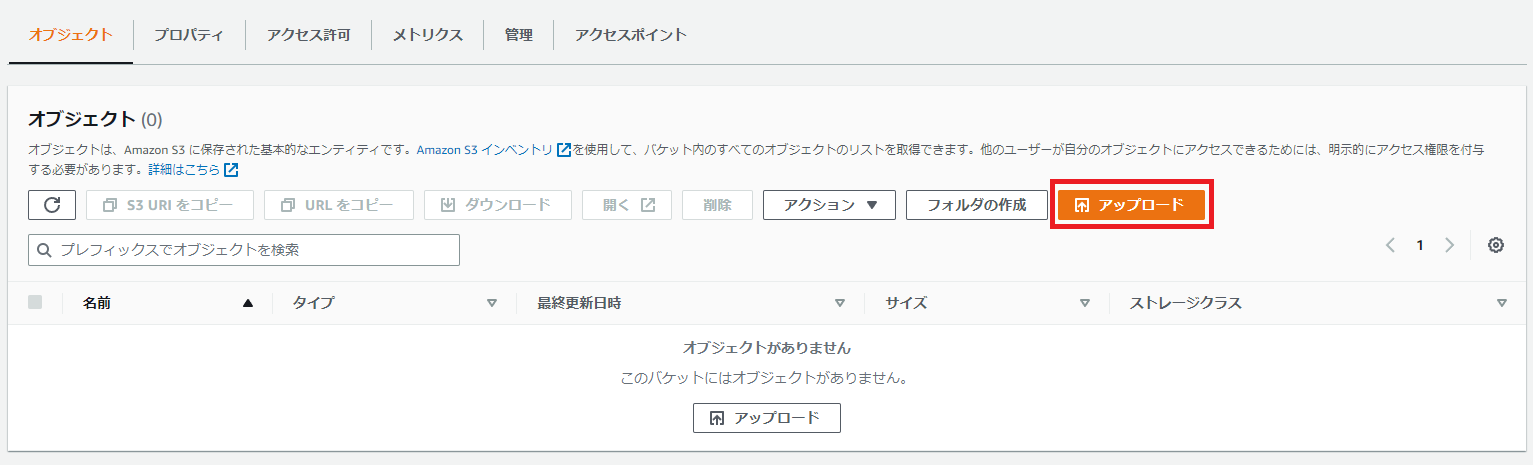 オブジェクト プロパティ アクセス許可 メトリクス 管理 アクセスポイント
オブジェクト (0)
オブジェクトは、Amazon S3 に保存された基本的なエンティティです。Amazon S3 インベントリ を使用して、バケット内のすべてのオブジェクトのリストを取得できます。他のユーザーが自分のオブジェクトにアクセスできるためには、明示的にアクセス権限を付与
する必要があります。詳細はこちら
S3 URI をコピー URL をコピー ダウンロード 開く 削除 アクション フォルダの作成 アップロード
プレフィックスでオブジェクトを検索 1
名前 タイプ 最終更新日時 サイズ ストレージクラス
オブジェクトがありません
このバケットにはオブジェクトがありません。
アップロード